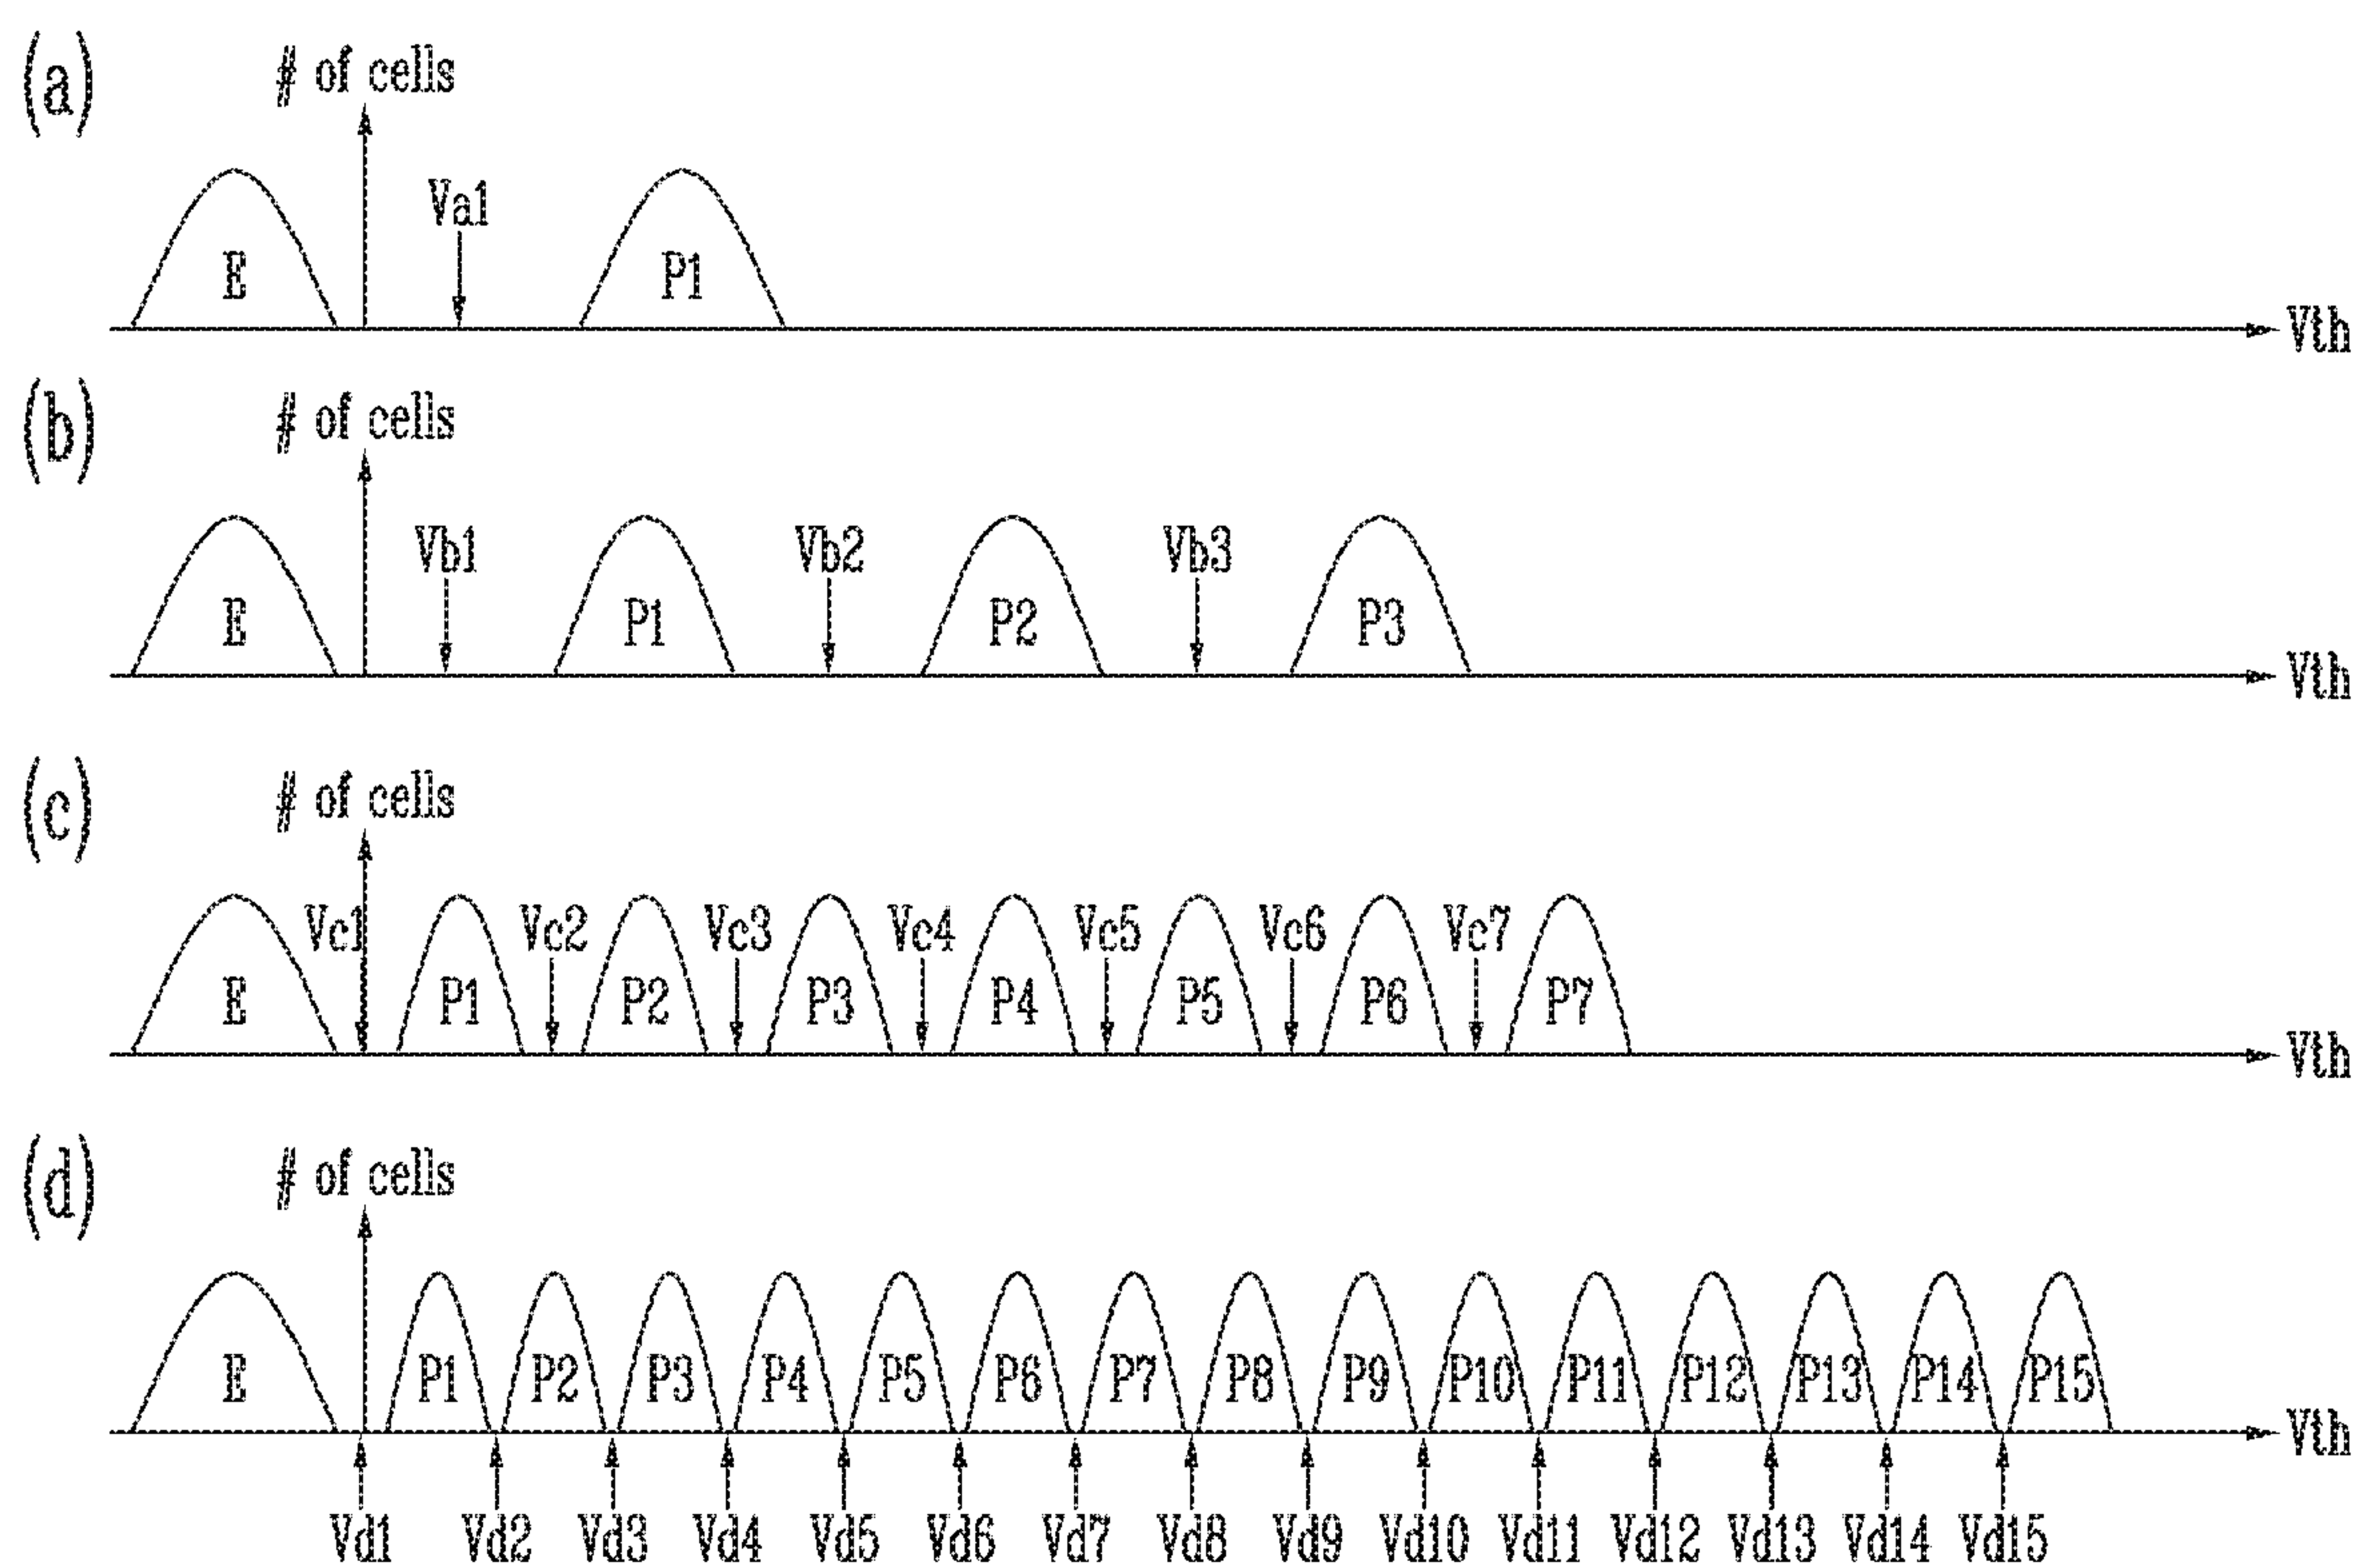 (a)
# of cells
Va1
E P1
Vth
(b)
# of cells
Vb1 Vb2 Vb3
E P1 P2 P3
Vth
(c)
# of cells
Vc1 Vc2 Vc3 Vc4 Vc5 Vc6 Vc7
E P1 P2 P3 P4 P5 P6 P7
Vth
(d)
# of cells
E P1 P2 P3 P4 P5 P6 P7 P8 P9 P10 P11 P12 P13 P14 P15
Vth
Vd1 Vd2 Vd3 Vd4 Vd5 Vd6 Vd7 Vd8 Vd9 Vd10 Vd11 Vd12 Vd13 Vd14 Vd15